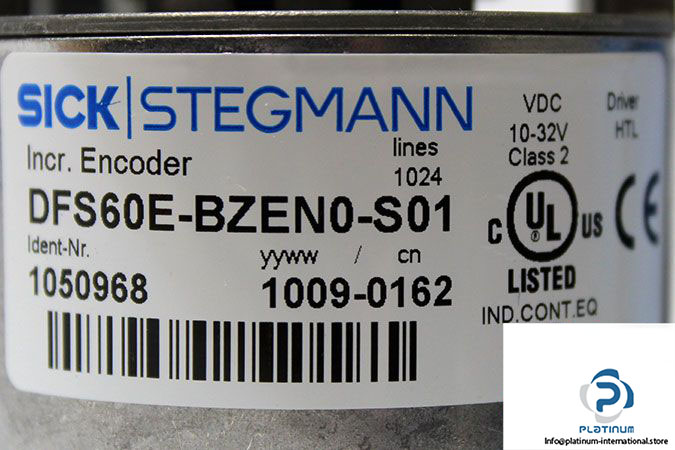 SICK|STEGMANN
Incr. Encoder
lines
1024
DFS60E-BZEN0-S01
Ident-Nr.
yyww / cn
1050968
1009-0162
VDC
10-32V
Class 2
Driver
HTL
C UL US
®
LISTED
IND.CONT.EQ
CE
P
PLATINUM
Info@platinum-international.store